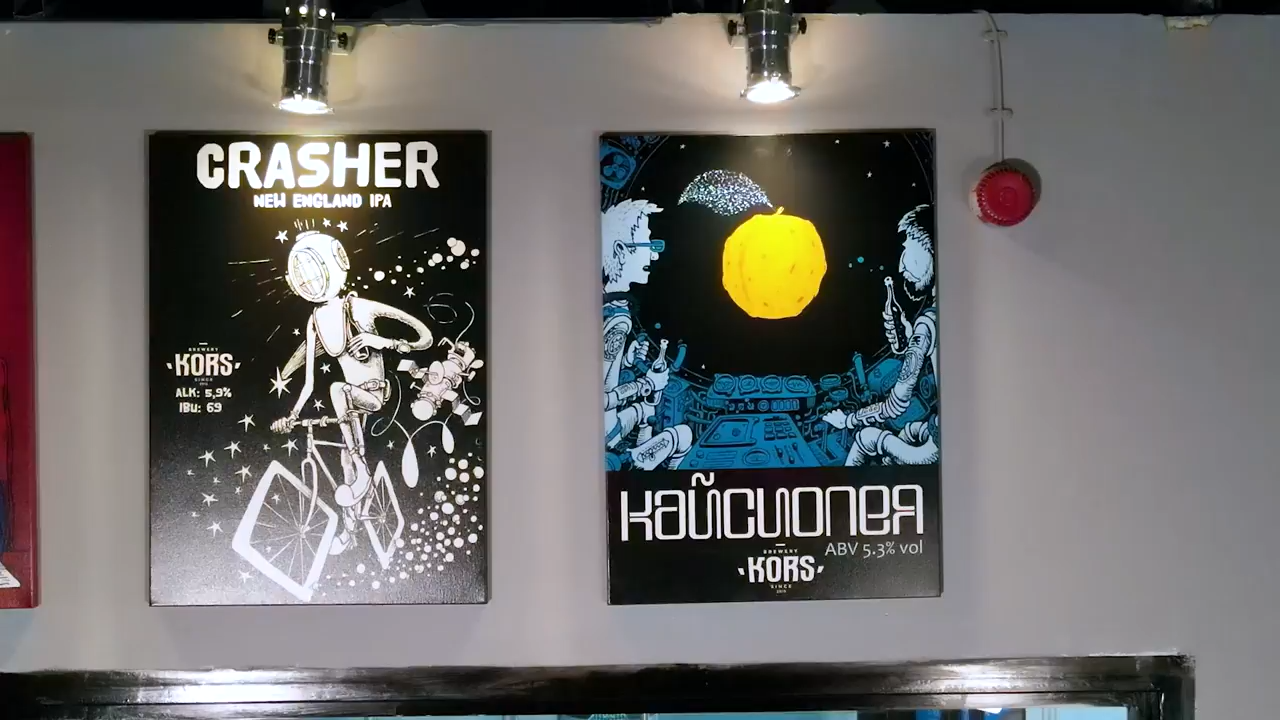 CRASHER
NEW ENGLAND IPA
BREWERY
KORS
SINCE
ALK: 5,9%
IBU: 69
кайсиопея
ABV 5.3% vol
BREWERY
KORS
SINCE